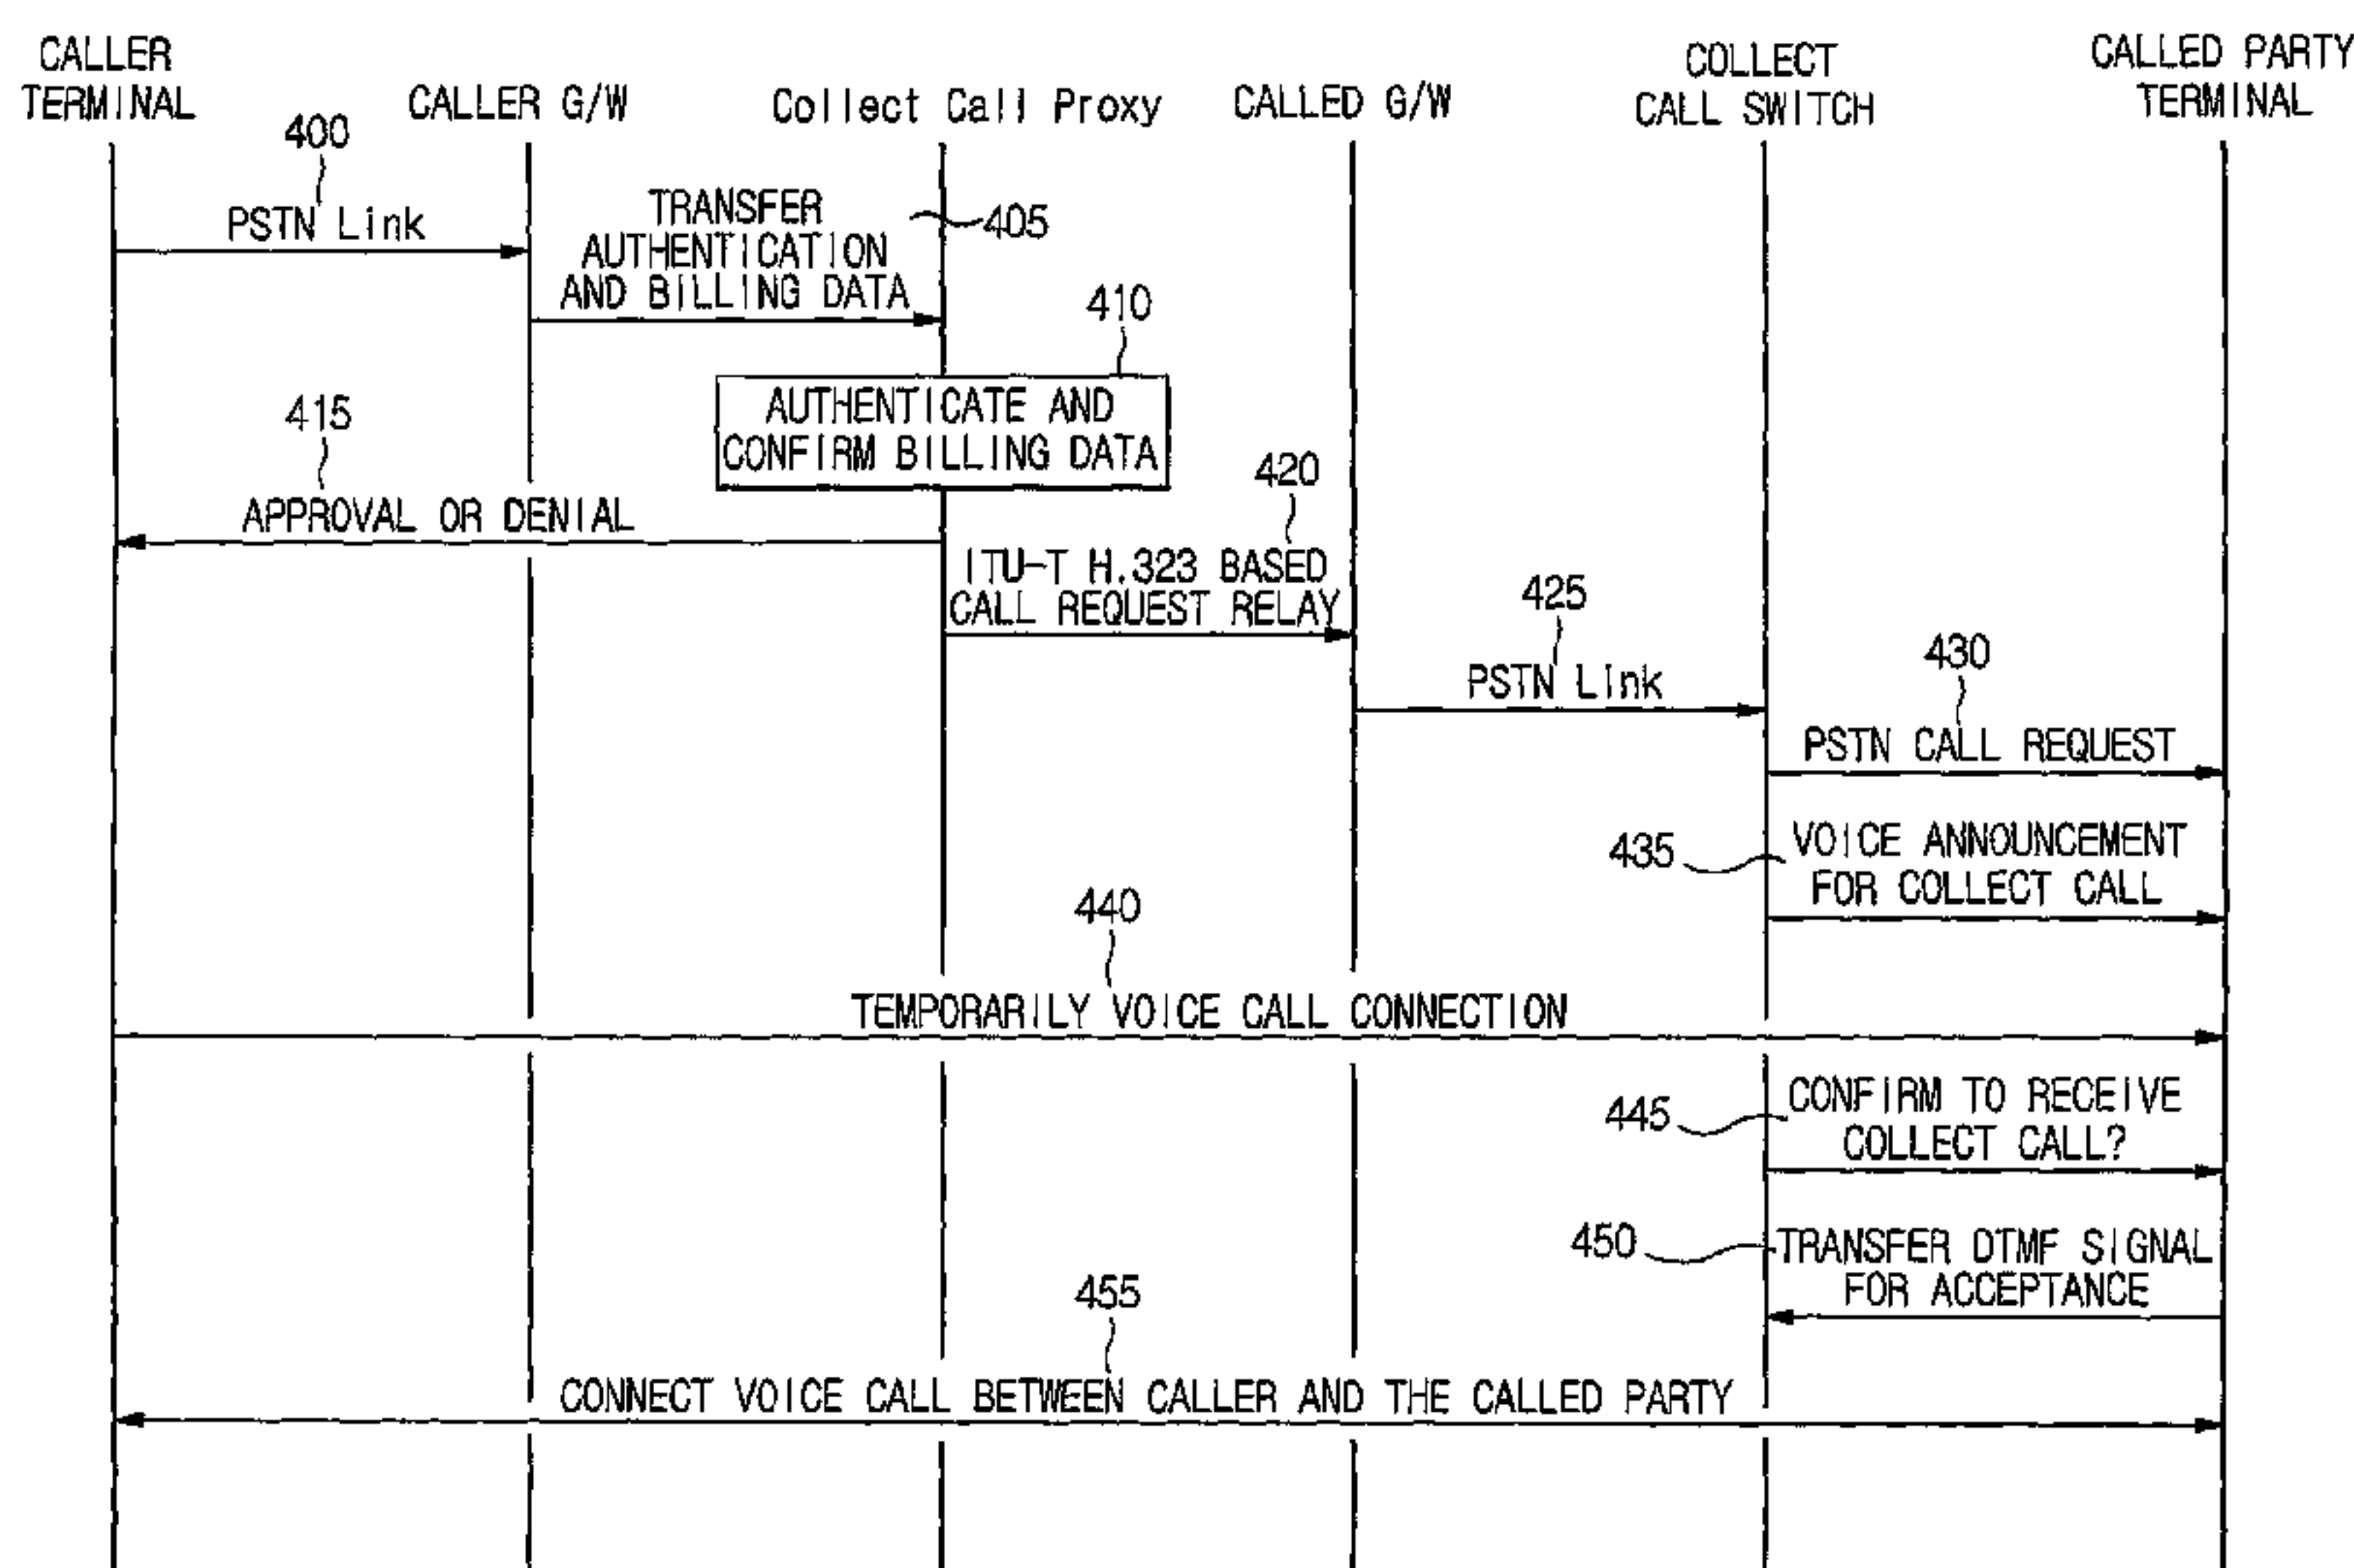 CALLER
TERMINAL
CALLER G/W
Collect Call Proxy
CALLED G/W
COLLECT
CALL SWITCH
CALLED PARTY
TERMINAL
400
PSTN Link
TRANSFER
AUTHENTICATION
AND BILLING DATA
405
410
AUTHENTICATE AND
CONFIRM BILLING DATA
415
APPROVAL OR DENIAL
420
ITU-T H.323 BASED
CALL REQUEST RELAY
425
PSTN LInk
430
PSTN CALL REQUEST
435
VOICE ANNOUNCEMENT
FOR COLLECT CALL
440
TEMPORARILY VOICE CALL CONNECTION
445
CONFIRM TO RECEIVE
COLLECT CALL?
450
TRANSFER DTMF SIGNAL
FOR ACCEPTANCE
455
CONNECT VOICE CALL BETWEEN CALLER AND THE CALLED PARTY